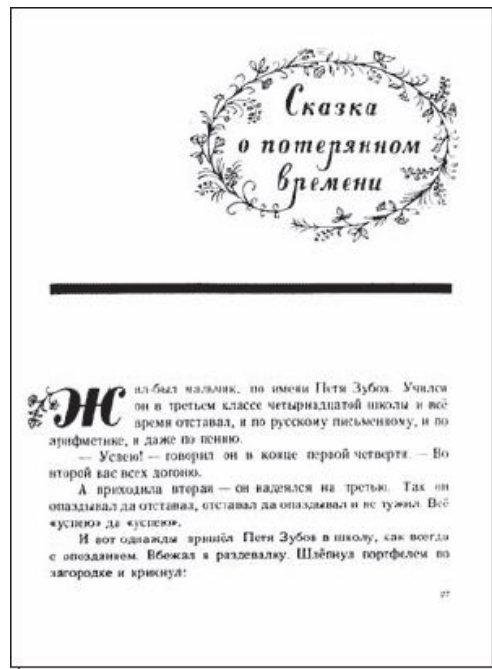 Сказка
о потерянном
времени
Жил-был мальчик, по имени Петя Зубов. Учился
он в третьем классе четырнадцатой школы и всё
время отставал, и по русскому письменному, и по
арифметике, и даже по пению.
— Успею! — говорил он в конце первой четверти. — Во
второй вас всех догоню.
А приходила вторая — он надеялся на третью. Так он
опаздывал да отставал, отставал да опаздывал и не тужил. Всё
«успею» да «успею».
И вот однажды пришёл Петя Зубов в школу, как всегда
с опозданием. Вбежал в раздевалку. Шлёпнул портфелем по
загородке и крикнул: